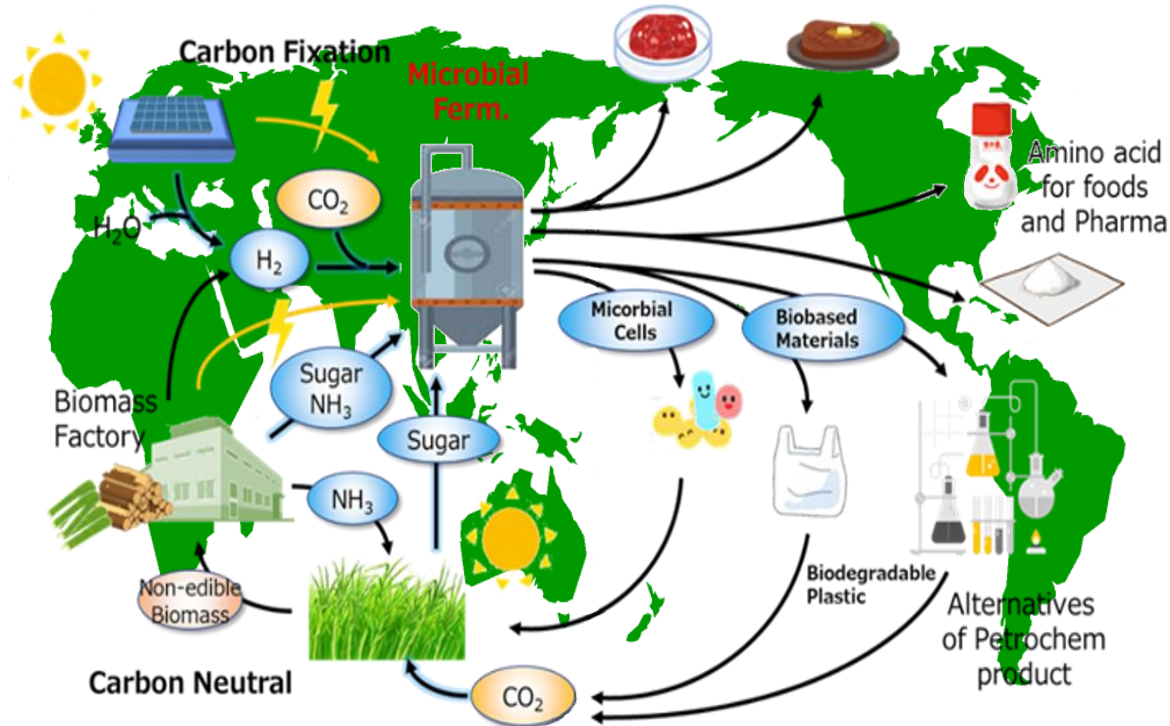 Carbon Fixation
Microbial
Ferm.
CO2
H2O
H2
Amino acid
for foods
and Pharma
Micorbial
Cells
Biobased
Materials
Sugar
NH3
Biomass
Factory
Sugar
NH3
Non-edible
Biomass
Biodegradable
Plastic
Alternatives
of Petrochem
product
Carbon Neutral
CO2